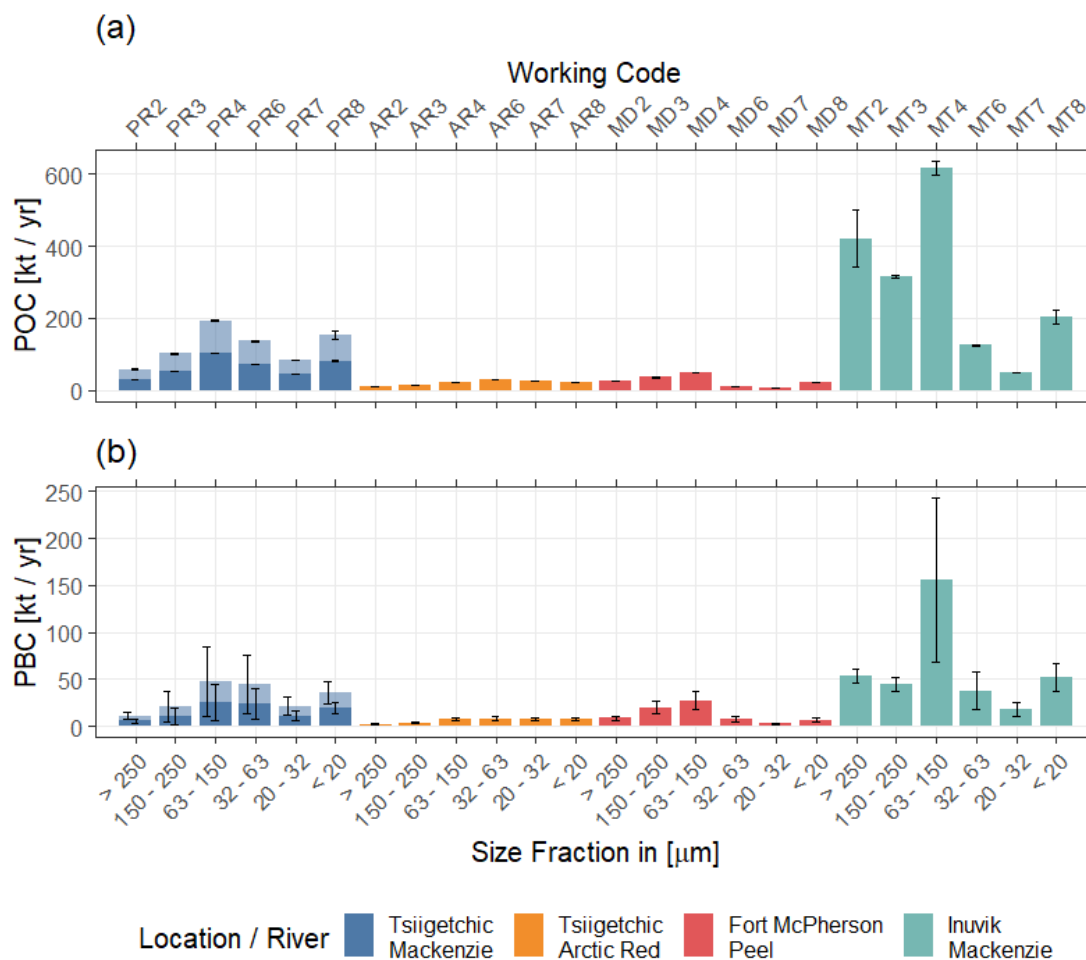 (a)
Working Code
PR2 PR3 PR4 PR6 PR7 PR8 AR2 AR3 AR4 AR6 AR7 AR8 MD2 MD3 MD4 MD6 MD7 MD8 MT2 MT3 MT4 MT6 MT7 MT8
POC [kt / yr]
600
400
200
0
(b)
PBC [kt / yr]
250
200
150
100
50
0
> 250 150 - 250 63 - 150 32 - 63 20 - 32 < 20 > 250 150 - 250 63 - 150 32 - 63 20 - 32 < 20 > 250 150 - 250 63 - 150 32 - 63 20 - 32 < 20 > 250 150 - 250 63 - 150 32 - 63 20 - 32 < 20
Size Fraction in [μm]
Location / River
Tsiigetchic
Mackenzie
Tsiigetchic
Arctic Red
Fort McPherson
Peel
Inuvik
Mackenzie